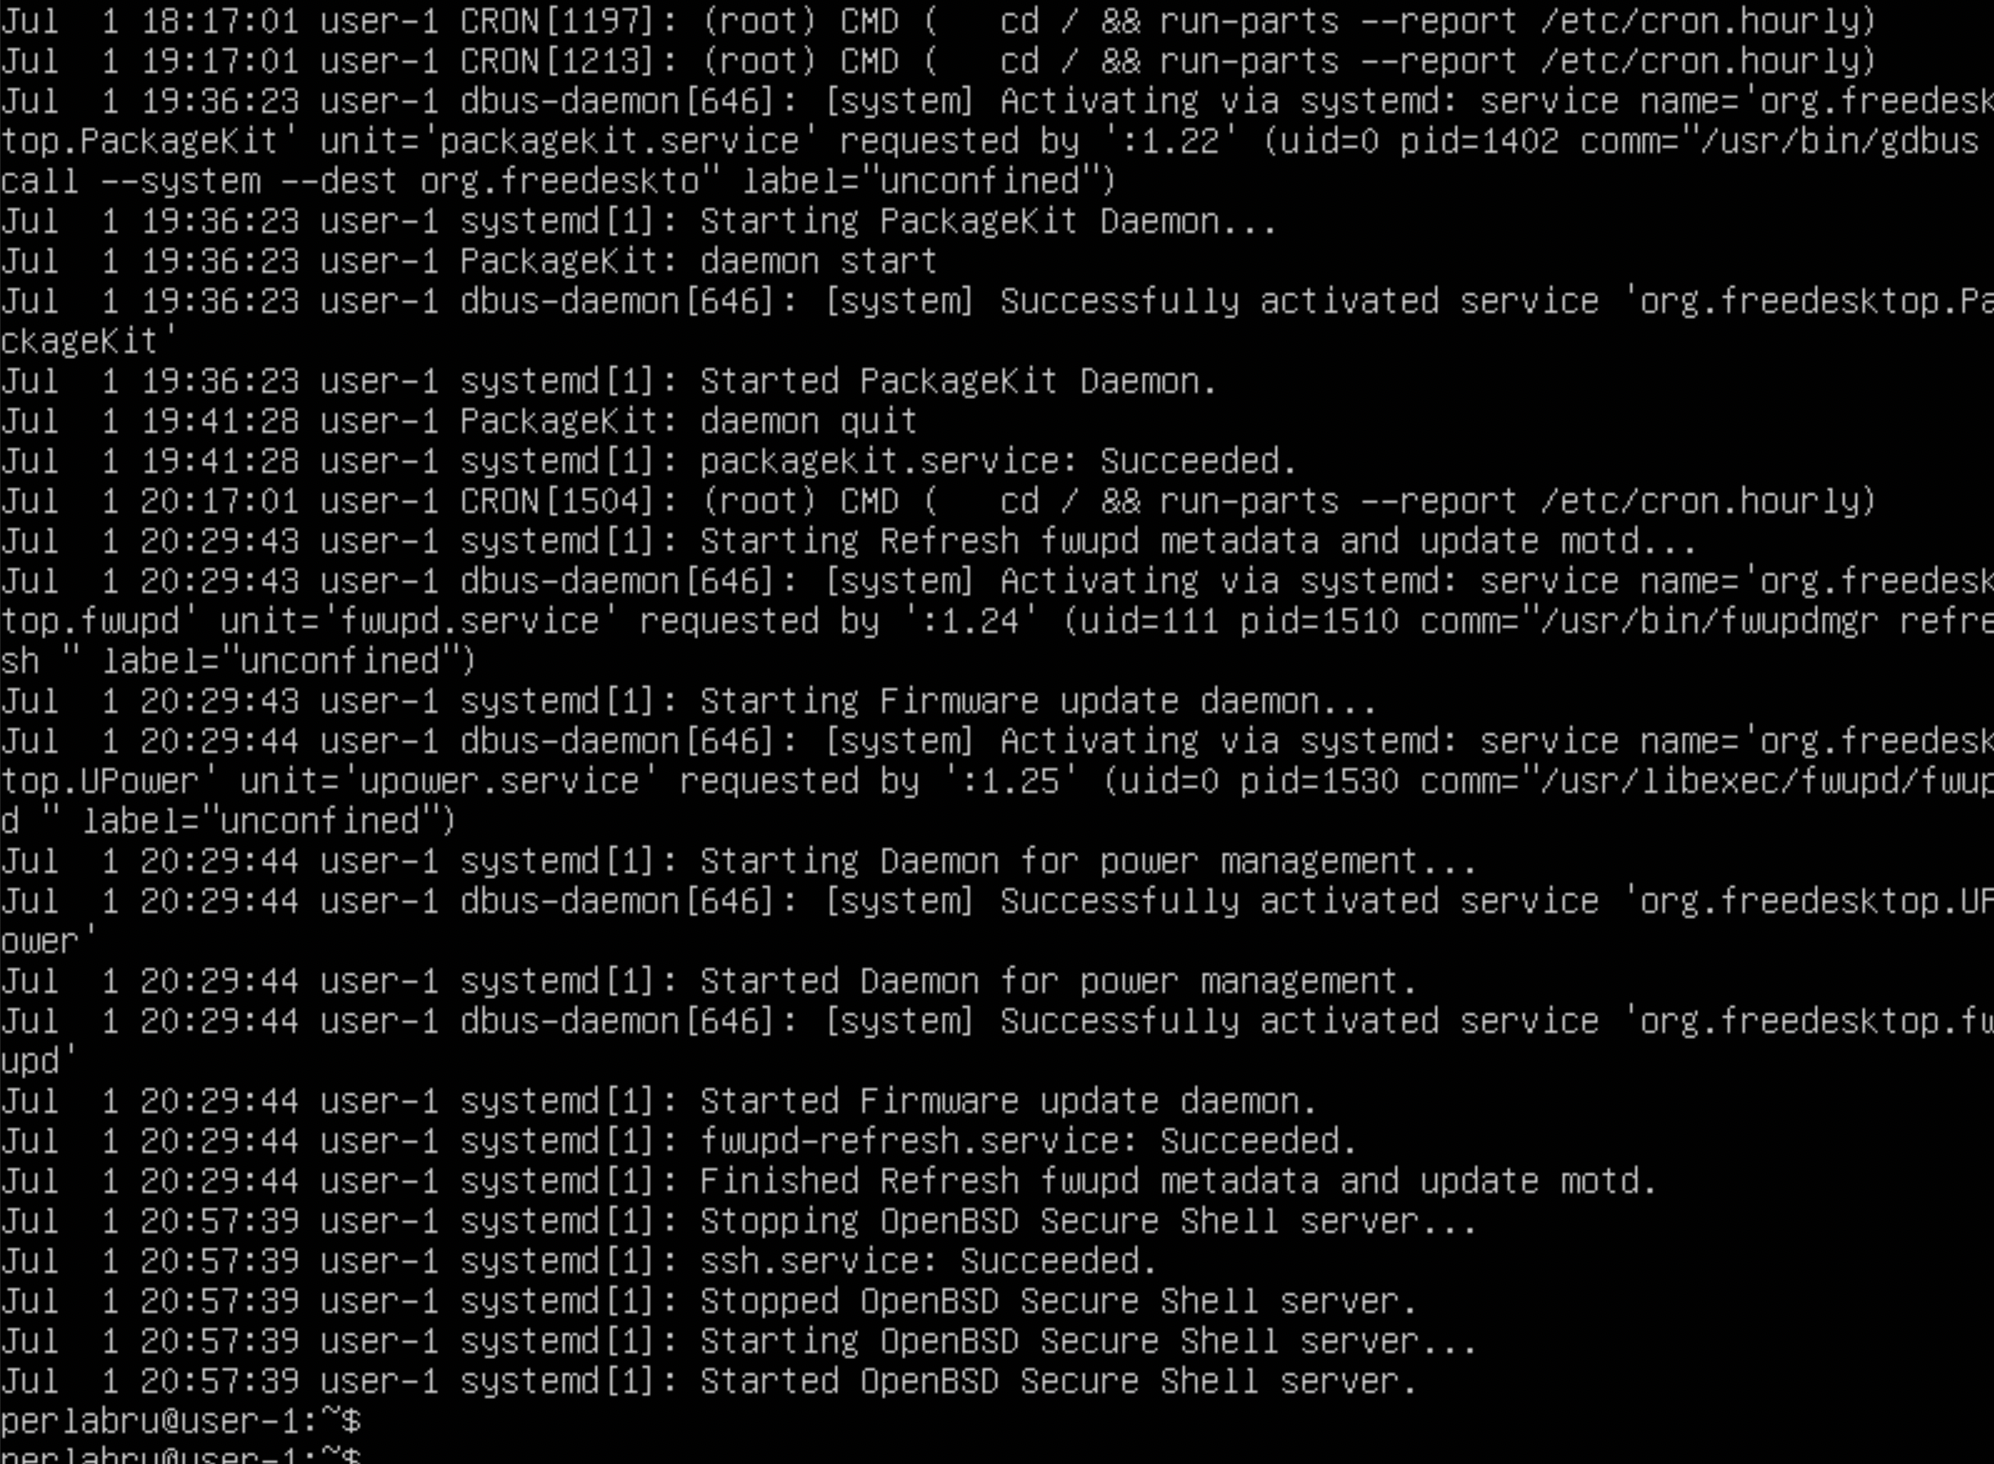 Jul  1 18:17:01 user-1 CRON[1197]: (root) CMD (   cd / && run-parts --report /etc/cron.hourly)
Jul  1 19:17:01 user-1 CRON[1213]: (root) CMD (   cd / && run-parts --report /etc/cron.hourly)
Jul  1 19:36:23 user-1 dbus-daemon[646]: [system] Activating via systemd: service name='org.freedesk
top.PackageKit' unit='packagekit.service' requested by ':1.22' (uid=0 pid=1402 comm="/usr/bin/gdbus
call --system --dest org.freedeskto" label="unconfined")
Jul  1 19:36:23 user-1 systemd[1]: Starting PackageKit Daemon...
Jul  1 19:36:23 user-1 PackageKit: daemon start
Jul  1 19:36:23 user-1 dbus-daemon[646]: [system] Successfully activated service 'org.freedesktop.Pa
ckageKit'
Jul  1 19:36:23 user-1 systemd[1]: Started PackageKit Daemon.
Jul  1 19:41:28 user-1 PackageKit: daemon quit
Jul  1 19:41:28 user-1 systemd[1]: packagekit.service: Succeeded.
Jul  1 20:17:01 user-1 CRON[1504]: (root) CMD (   cd / && run-parts --report /etc/cron.hourly)
Jul  1 20:29:43 user-1 systemd[1]: Starting Refresh fwupd metadata and update motd...
Jul  1 20:29:43 user-1 dbus-daemon[646]: [system] Activating via systemd: service name='org.freedesk
top.fwupd' unit='fwupd.service' requested by ':1.24' (uid=111 pid=1510 comm="/usr/bin/fwupdmgr refre
sh " label="unconfined")
Jul  1 20:29:43 user-1 systemd[1]: Starting Firmware update daemon...
Jul  1 20:29:44 user-1 dbus-daemon[646]: [system] Activating via systemd: service name='org.freedesk
top.UPower' unit='upower.service' requested by ':1.25' (uid=0 pid=1530 comm="/usr/libexec/fwupd/fwup
d " label="unconfined")
Jul  1 20:29:44 user-1 systemd[1]: Starting Daemon for power management...
Jul  1 20:29:44 user-1 dbus-daemon[646]: [system] Successfully activated service 'org.freedesktop.UP
ower'
Jul  1 20:29:44 user-1 systemd[1]: Started Daemon for power management.
Jul  1 20:29:44 user-1 dbus-daemon[646]: [system] Successfully activated service 'org.freedesktop.fw
upd'
Jul  1 20:29:44 user-1 systemd[1]: Started Firmware update daemon.
Jul  1 20:29:44 user-1 systemd[1]: fwupd-refresh.service: Succeeded.
Jul  1 20:29:44 user-1 systemd[1]: Finished Refresh fwupd metadata and update motd.
Jul  1 20:57:39 user-1 systemd[1]: Stopping OpenBSD Secure Shell server...
Jul  1 20:57:39 user-1 systemd[1]: ssh.service: Succeeded.
Jul  1 20:57:39 user-1 systemd[1]: Stopped OpenBSD Secure Shell server.
Jul  1 20:57:39 user-1 systemd[1]: Starting OpenBSD Secure Shell server...
Jul  1 20:57:39 user-1 systemd[1]: Started OpenBSD Secure Shell server.
perlabru@user-1:~$
perlabru@user-1:~$